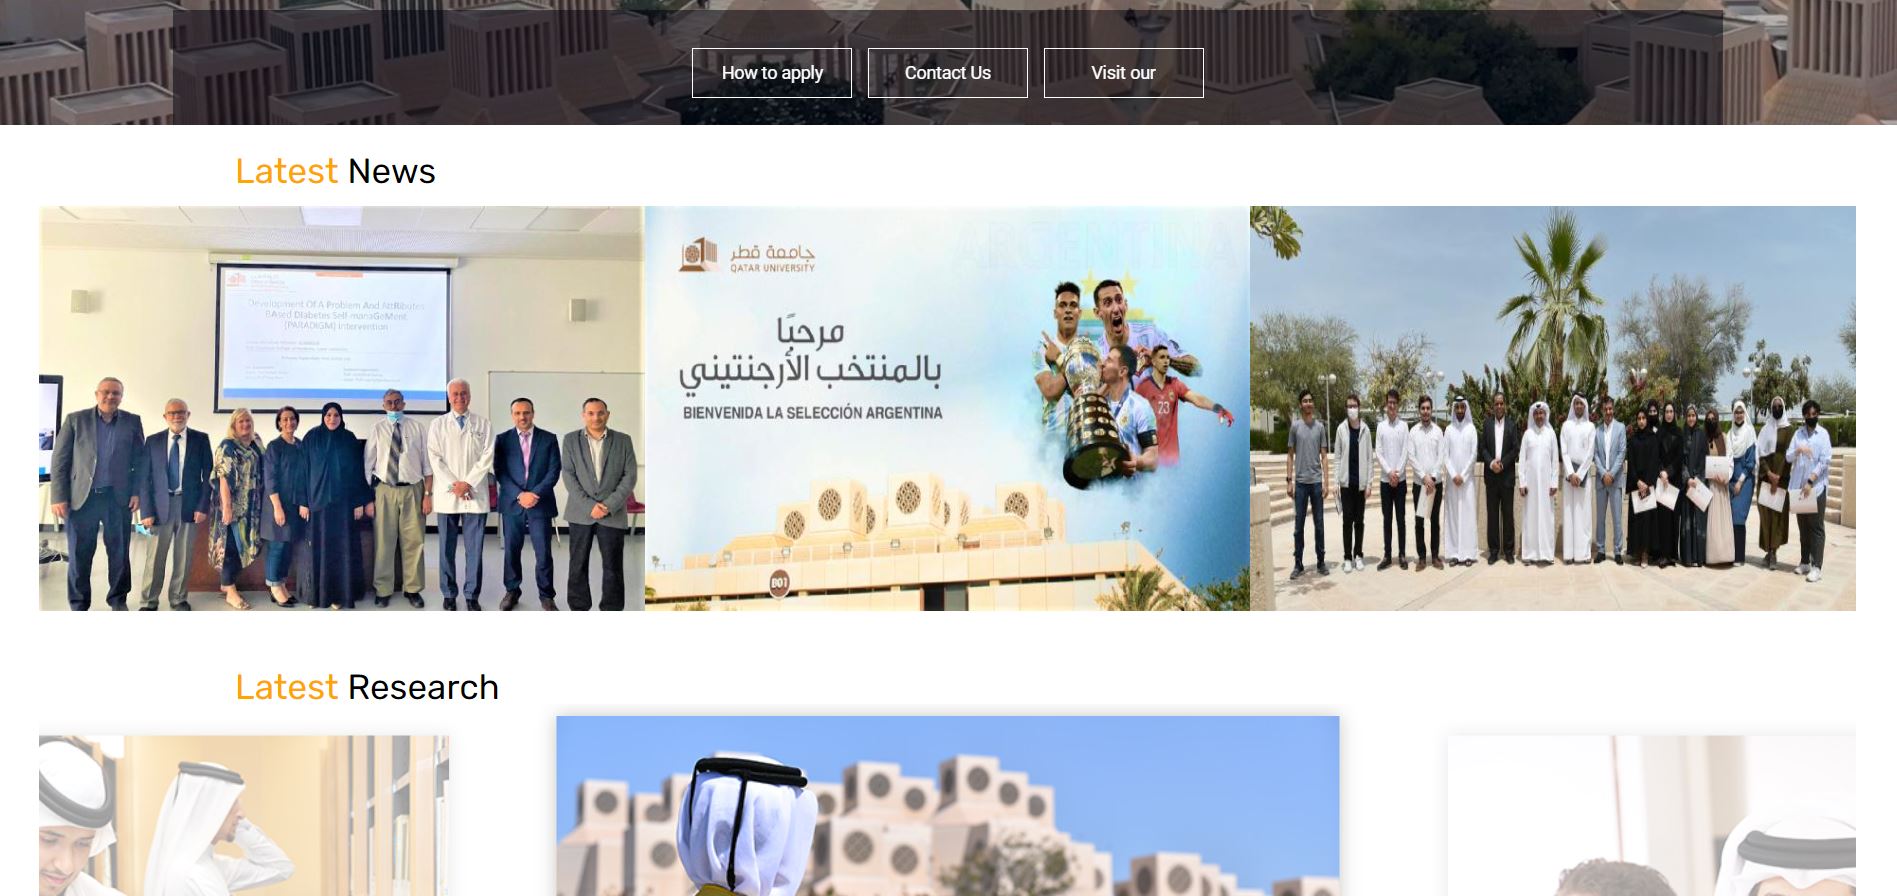 How to apply
Contact Us
Visit our
Latest News
Development Of A Problem And AttRibutes
BAsed DIabetes Self-manaGeMent
(PARADIGM) Intervention
ARGENTINA
جامعة قطر
QATAR UNIVERSITY
مرحبًا
بالمنتخب الأرجنتيني
BIENVENIDA LA SELECCIÓN ARGENTINA
23
B01
Latest Research